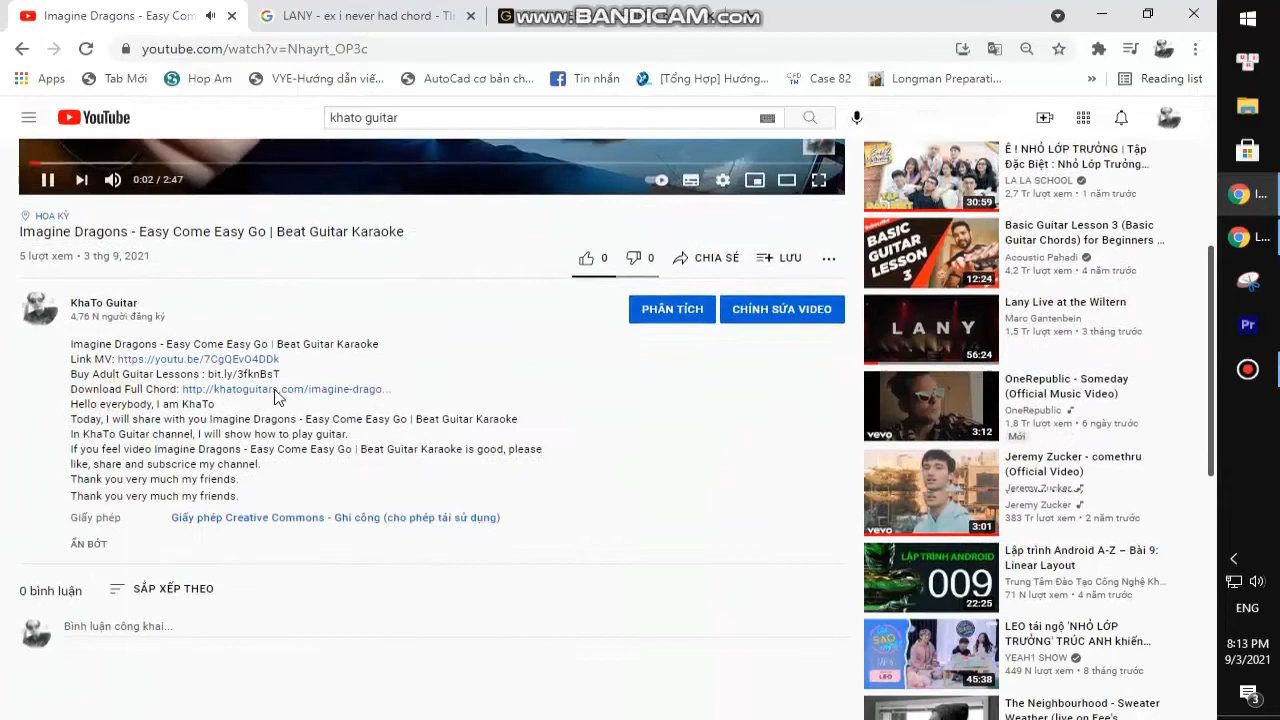 Imagine Dragons - Easy Com
LANY - ex i never had chord - Th
www.BANDICAM.com
youtube.com/watch?v=Nhayrt_OP3c
Apps
Tab Mới
Hop Am
VYE-Hướng dẫn viế...
AutoCad cơ bản ch...
Tin nhắn
[Tổng Hợp] Hướng...
Case 82
Longman Preparati...
»
Reading list
YouTube
khato guitar
0:02 / 2:47
HOA KỲ
Imagine Dragons - Easy Come Easy Go | Beat Guitar Karaoke
5 lượt xem • 3 thg 9, 2021
0
0
CHIA SẺ
LƯU
KhaTo Guitar
4,76 N người đăng ký
PHÂN TÍCH
CHỈNH SỬA VIDEO
Imagine Dragons - Easy Come Easy Go | Beat Guitar Karaoke
Link MV: https://youtu.be/7CgQEvO4DDk
Buy Adult Guitar Lessons : bit.ly/3fknBsT
Download Full Chord: http://khatoguitars.com/imagine-drago...
Hello everybody, I am KhaTo
Today, I will share with you Imagine Dragons - Easy Come Easy Go | Beat Guitar Karaoke
In KhaTo Guitar channel, I will show how to play guitar.
If you feel video Imagine Dragons - Easy Come Easy Go | Beat Guitar Karaoke is good, please
like, share and subscrice my channel.
Thank you very much my friends.
Thank you very much my friends.
Giấy phép
Giấy phép Creative Commons - Ghi công (cho phép tái sử dụng)
ẨN BỚT
0 bình luận
SẮP XẾP THEO
Bình luận công khai...
30:59
Ê ! NHỎ LỚP TRƯỞNG | Tập
Đặc Biệt : Nhỏ Lớp Trưởng...
LA LA SCHOOL
2,7 Tr lượt xem • 1 năm trước
BASIC
GUITAR
LESSON
3
12:24
Basic Guitar Lesson 3 (Basic
Guitar Chords) for Beginners ...
Acoustic Pahadi
4,2 Tr lượt xem • 4 năm trước
LANY
56:24
Lany Live at the Wiltern
Marc Gantenbein
1,5 Tr lượt xem • 3 tháng trước
vevo
3:12
OneRepublic - Someday
(Official Music Video)
OneRepublic
1,8 Tr lượt xem • 6 ngày trước
Mới
vevo
3:01
Jeremy Zucker - comethru
(Official Video)
Jeremy Zucker
Jeremy Zucker
383 Tr lượt xem • 2 năm trước
LẬP TRÌNH ANDROID
009
22:25
Lập trình Android A-Z – Bài 9:
Linear Layout
Trung Tâm Đào Tạo Công Nghệ Kh...
71 N lượt xem • 4 năm trước
SAO
LEO
45:38
LEO tái ngộ 'NHỎ LỚP
TRƯỞNG' TRÚC ANH khiến...
YEAH1 SHOW
449 N lượt xem • 8 tháng trước
The Neighbourhood - Sweater
Weather (live on Fee's
I...
L...
Pr
ENG
8:13 PM
9/3/2021
3